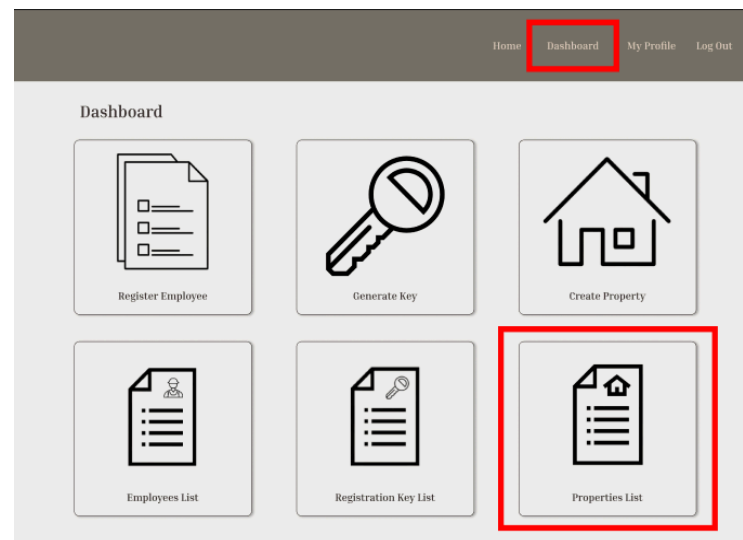 Home Dashboard My Profile Log Out
Dashboard
Register Employee Generate Key Create Property
Employees List Registration Key List Properties List